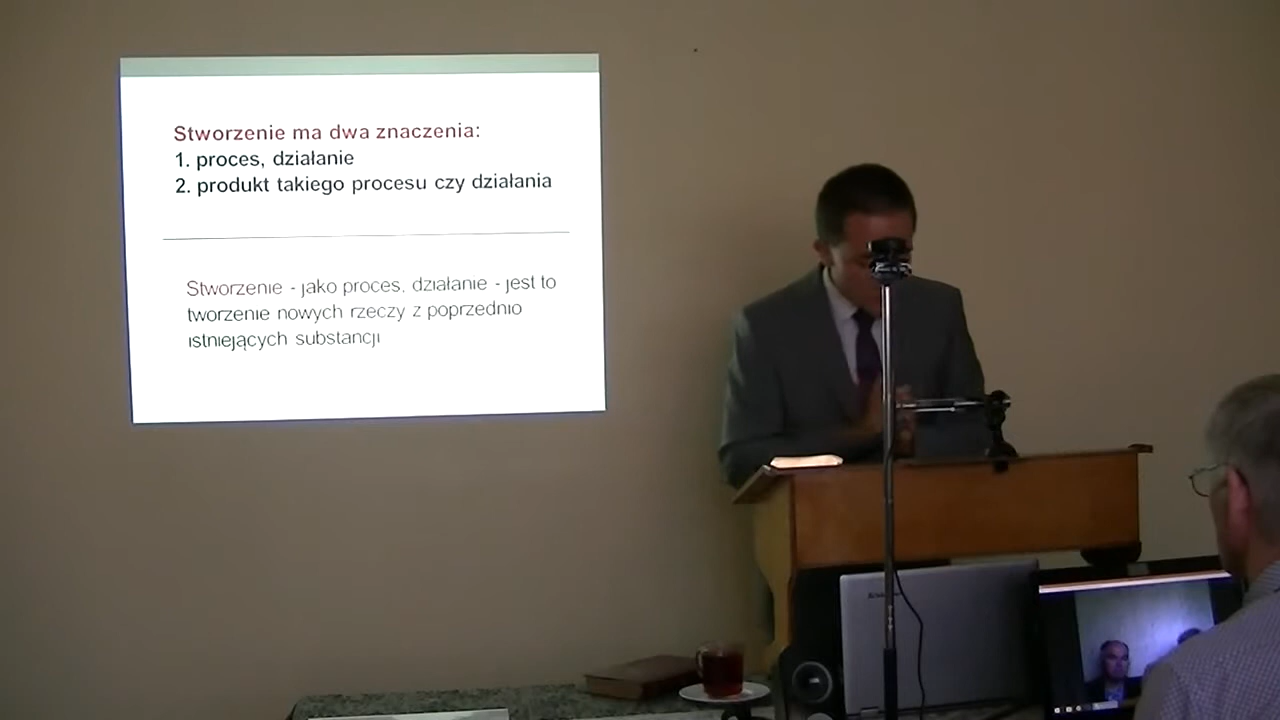 Stworzenie ma dwa znaczenia:
1. proces, działanie
2. produkt takiego procesu czy działania
Stworzenie - jako proces, działanie - jest to
tworzenie nowych rzeczy z poprzednio
istniejących substancji